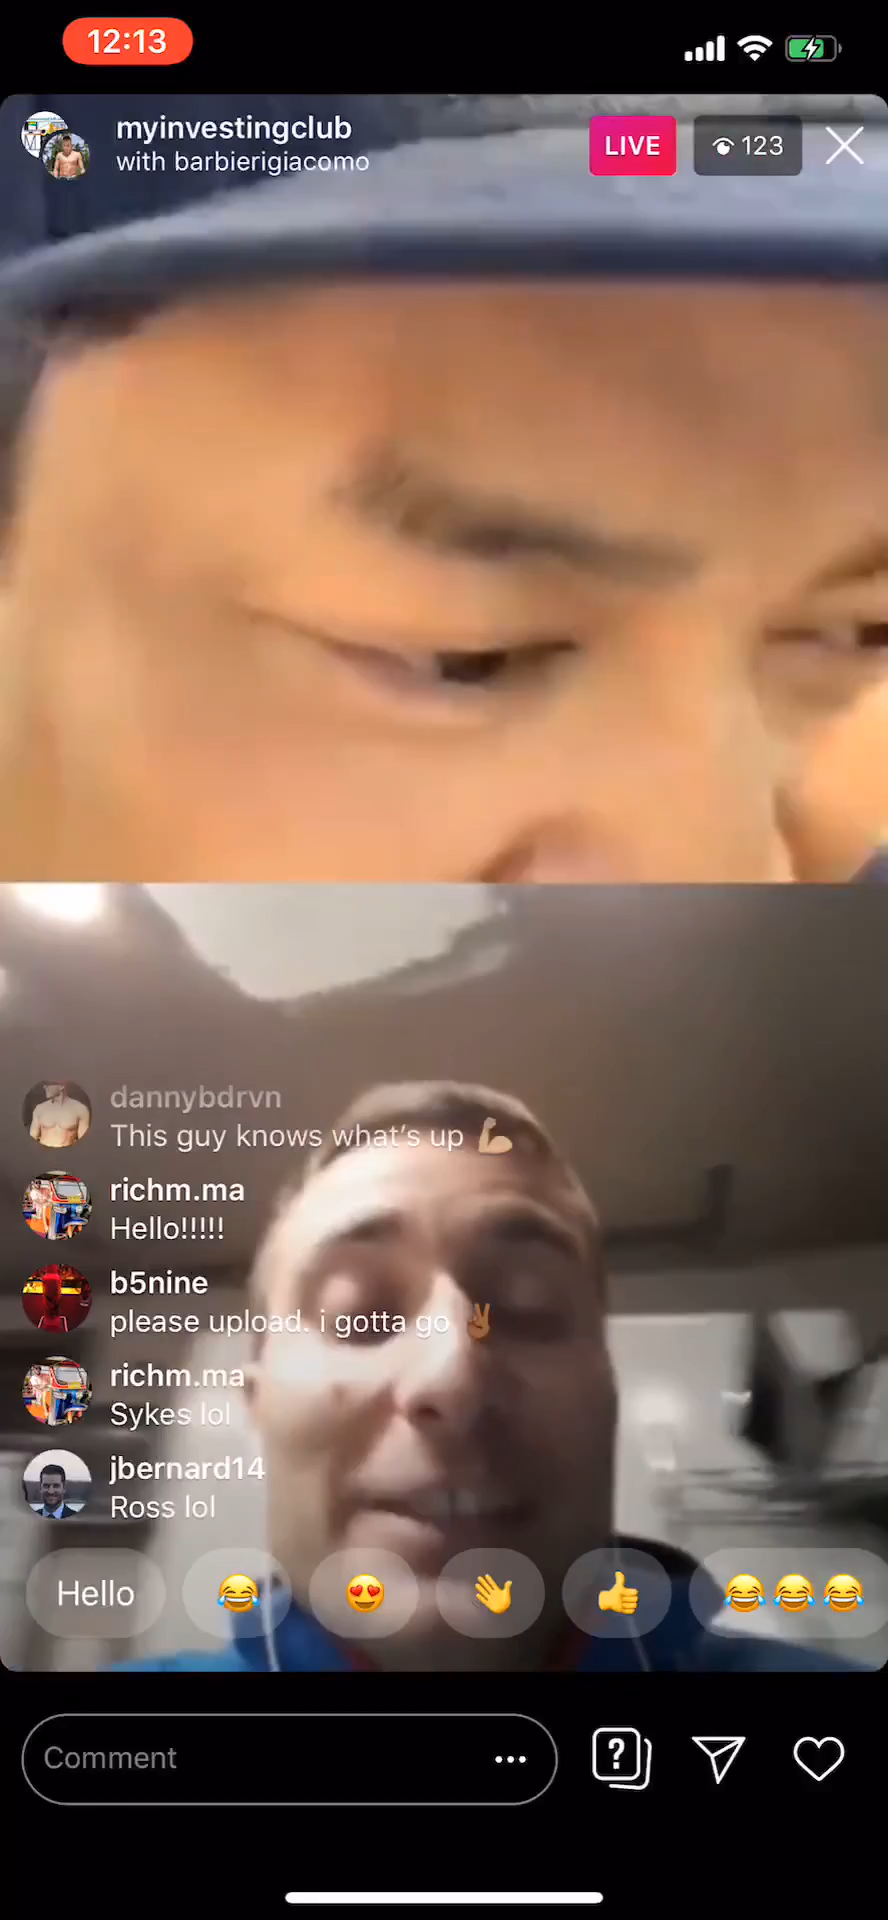 12:13
myinvestingclub
with barbierigiacomo
LIVE
123
dannybdrvn
This guy knows what's up 💪🏼
richm.ma
Hello!!!!!
b5nine
please upload. i gotta go ✌🏾
richm.ma
Sykes lol
jbernard14
Ross lol
Hello 😂 😍 👋 👍 😂😂😂
Comment ...
?